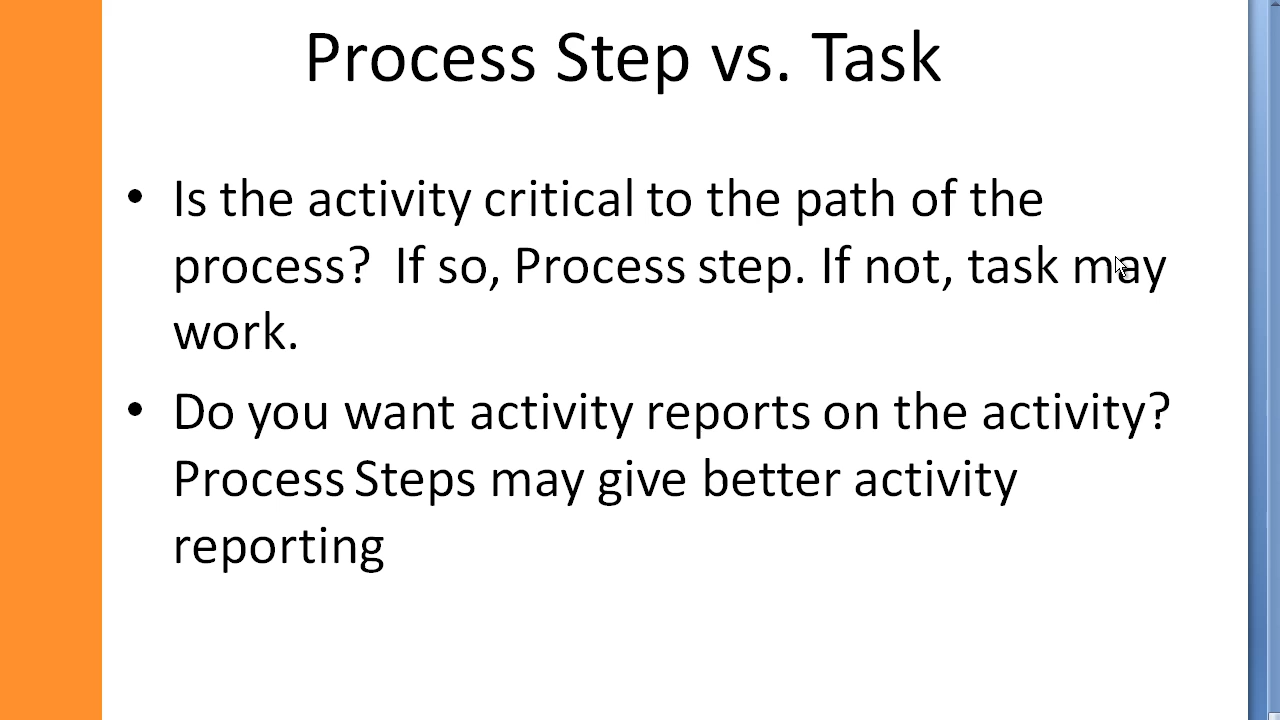 Process Step vs. Task
• Is the activity critical to the path of the
process?  If so, Process step. If not, task may
work.
• Do you want activity reports on the activity?
Process Steps may give better activity
reporting